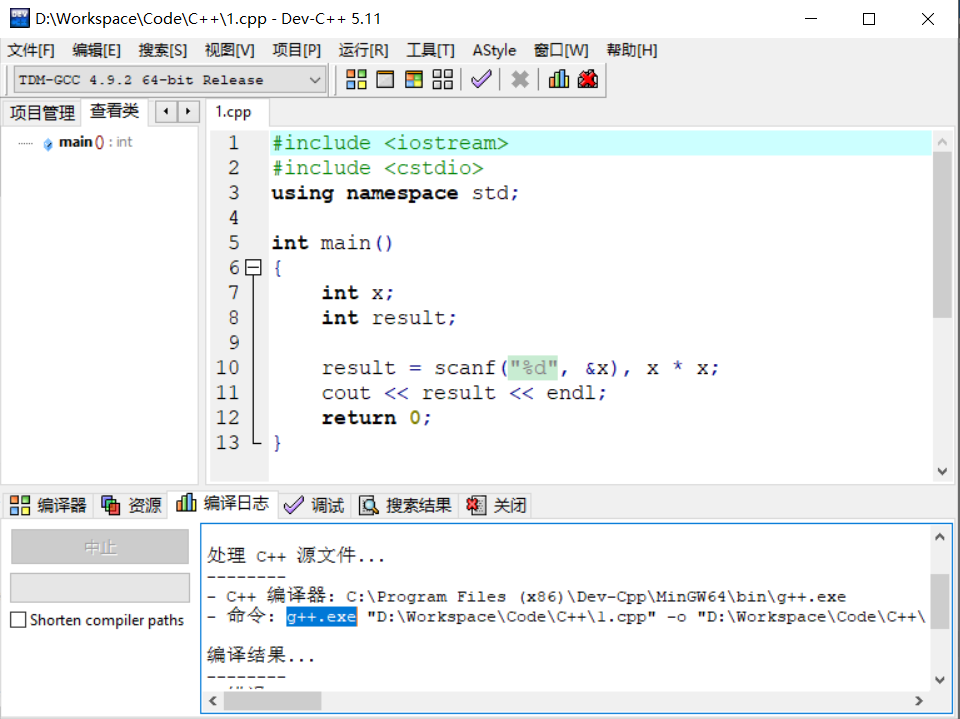 D:\Workspace\Code\C++\1.cpp - Dev-C++ 5.11
文件[F] 编辑[E] 搜索[S] 视图[V] 项目[P] 运行[R] 工具[T] AStyle 窗口[W] 帮助[H]
TDM-GCC 4.9.2 64-bit Release
项目管理 查看类 1.cpp
main() : int
1 #include <iostream>
2 #include <cstdio>
3 using namespace std;
4
5 int main()
6 {
7 int x;
8 int result;
9
10 result = scanf("%d", &x), x * x;
11 cout << result << endl;
12 return 0;
13 }
编译器 资源 编译日志 调试 搜索结果 关闭
中止
Shorten compiler paths
处理 C++ 源文件...
--------
- C++ 编译器: C:\Program Files (x86)\Dev-Cpp\MinGW64\bin\g++.exe
- 命令: g++.exe "D:\Workspace\Code\C++\1.cpp" -o "D:\Workspace\Code\C++\
编译结果...
--------